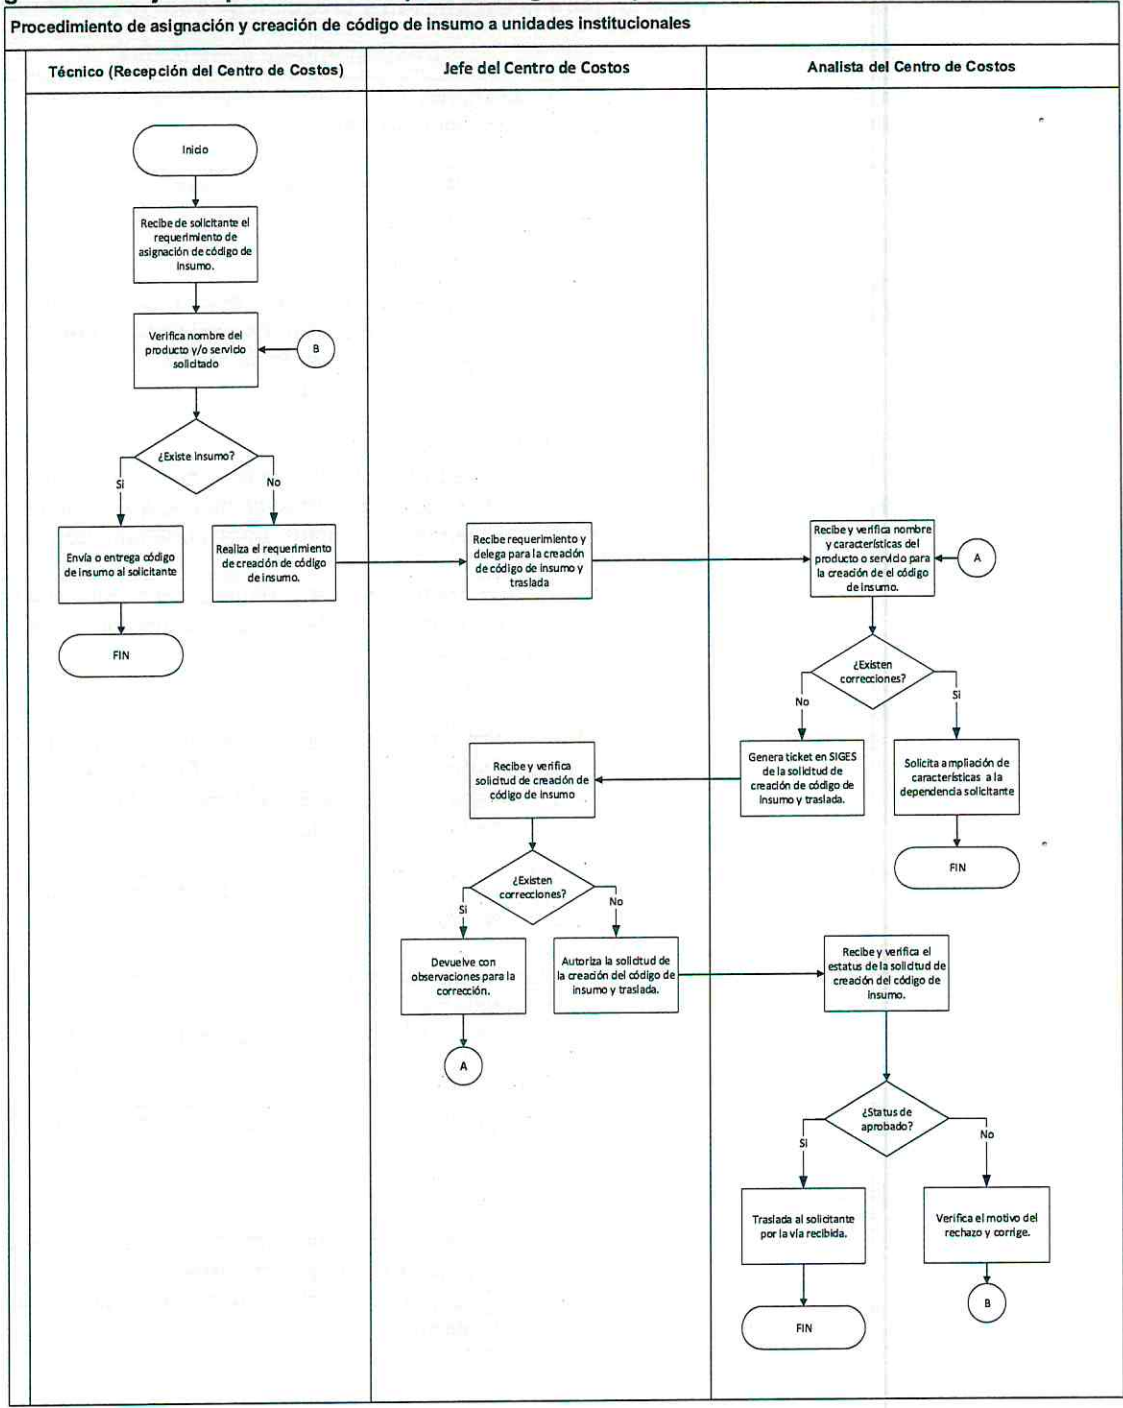 Procedimiento de asignación y creación de código de insumo a unidades institucionales
Técnico (Recepción del Centro de Costos)
Jefe del Centro de Costos
Analista del Centro de Costos
Inicio
Recibe de solicitante el
requerimiento de
asignación de código de
insumo.
Verifica nombre del
producto y/o servicio
solicitado
B
¿Existe insumo?
Si
No
Envía o entrega código
de insumo al solicitante
Realiza el requerimiento
de creación de código
de insumo.
Recibe requerimiento y
delega para la creación
de código de insumo y
traslada
Recibe y verifica nombre
y características del
producto o servicio para
la creación de el código
de insumo.
A
FIN
¿Existen
correcciones?
No
Si
Genera ticket en SIGES
de la solicitud de
creación de código de
insumo y traslada.
Solicita ampliación de
características a la
dependencia solicitante
FIN
Recibe y verifica
solicitud de creación de
código de insumo
¿Existen
correcciones?
Si
No
Devuelve con
observaciones para la
corrección.
Autoriza la solicitud de
la creación del código de
insumo y traslada.
A
Recibe y verifica el
estatus de la solicitud de
creación del código de
insumo.
¿Status de
aprobado?
Si
No
Traslada al solicitante
por la vía recibida.
Verifica el motivo del
rechazo y corrige.
FIN
B